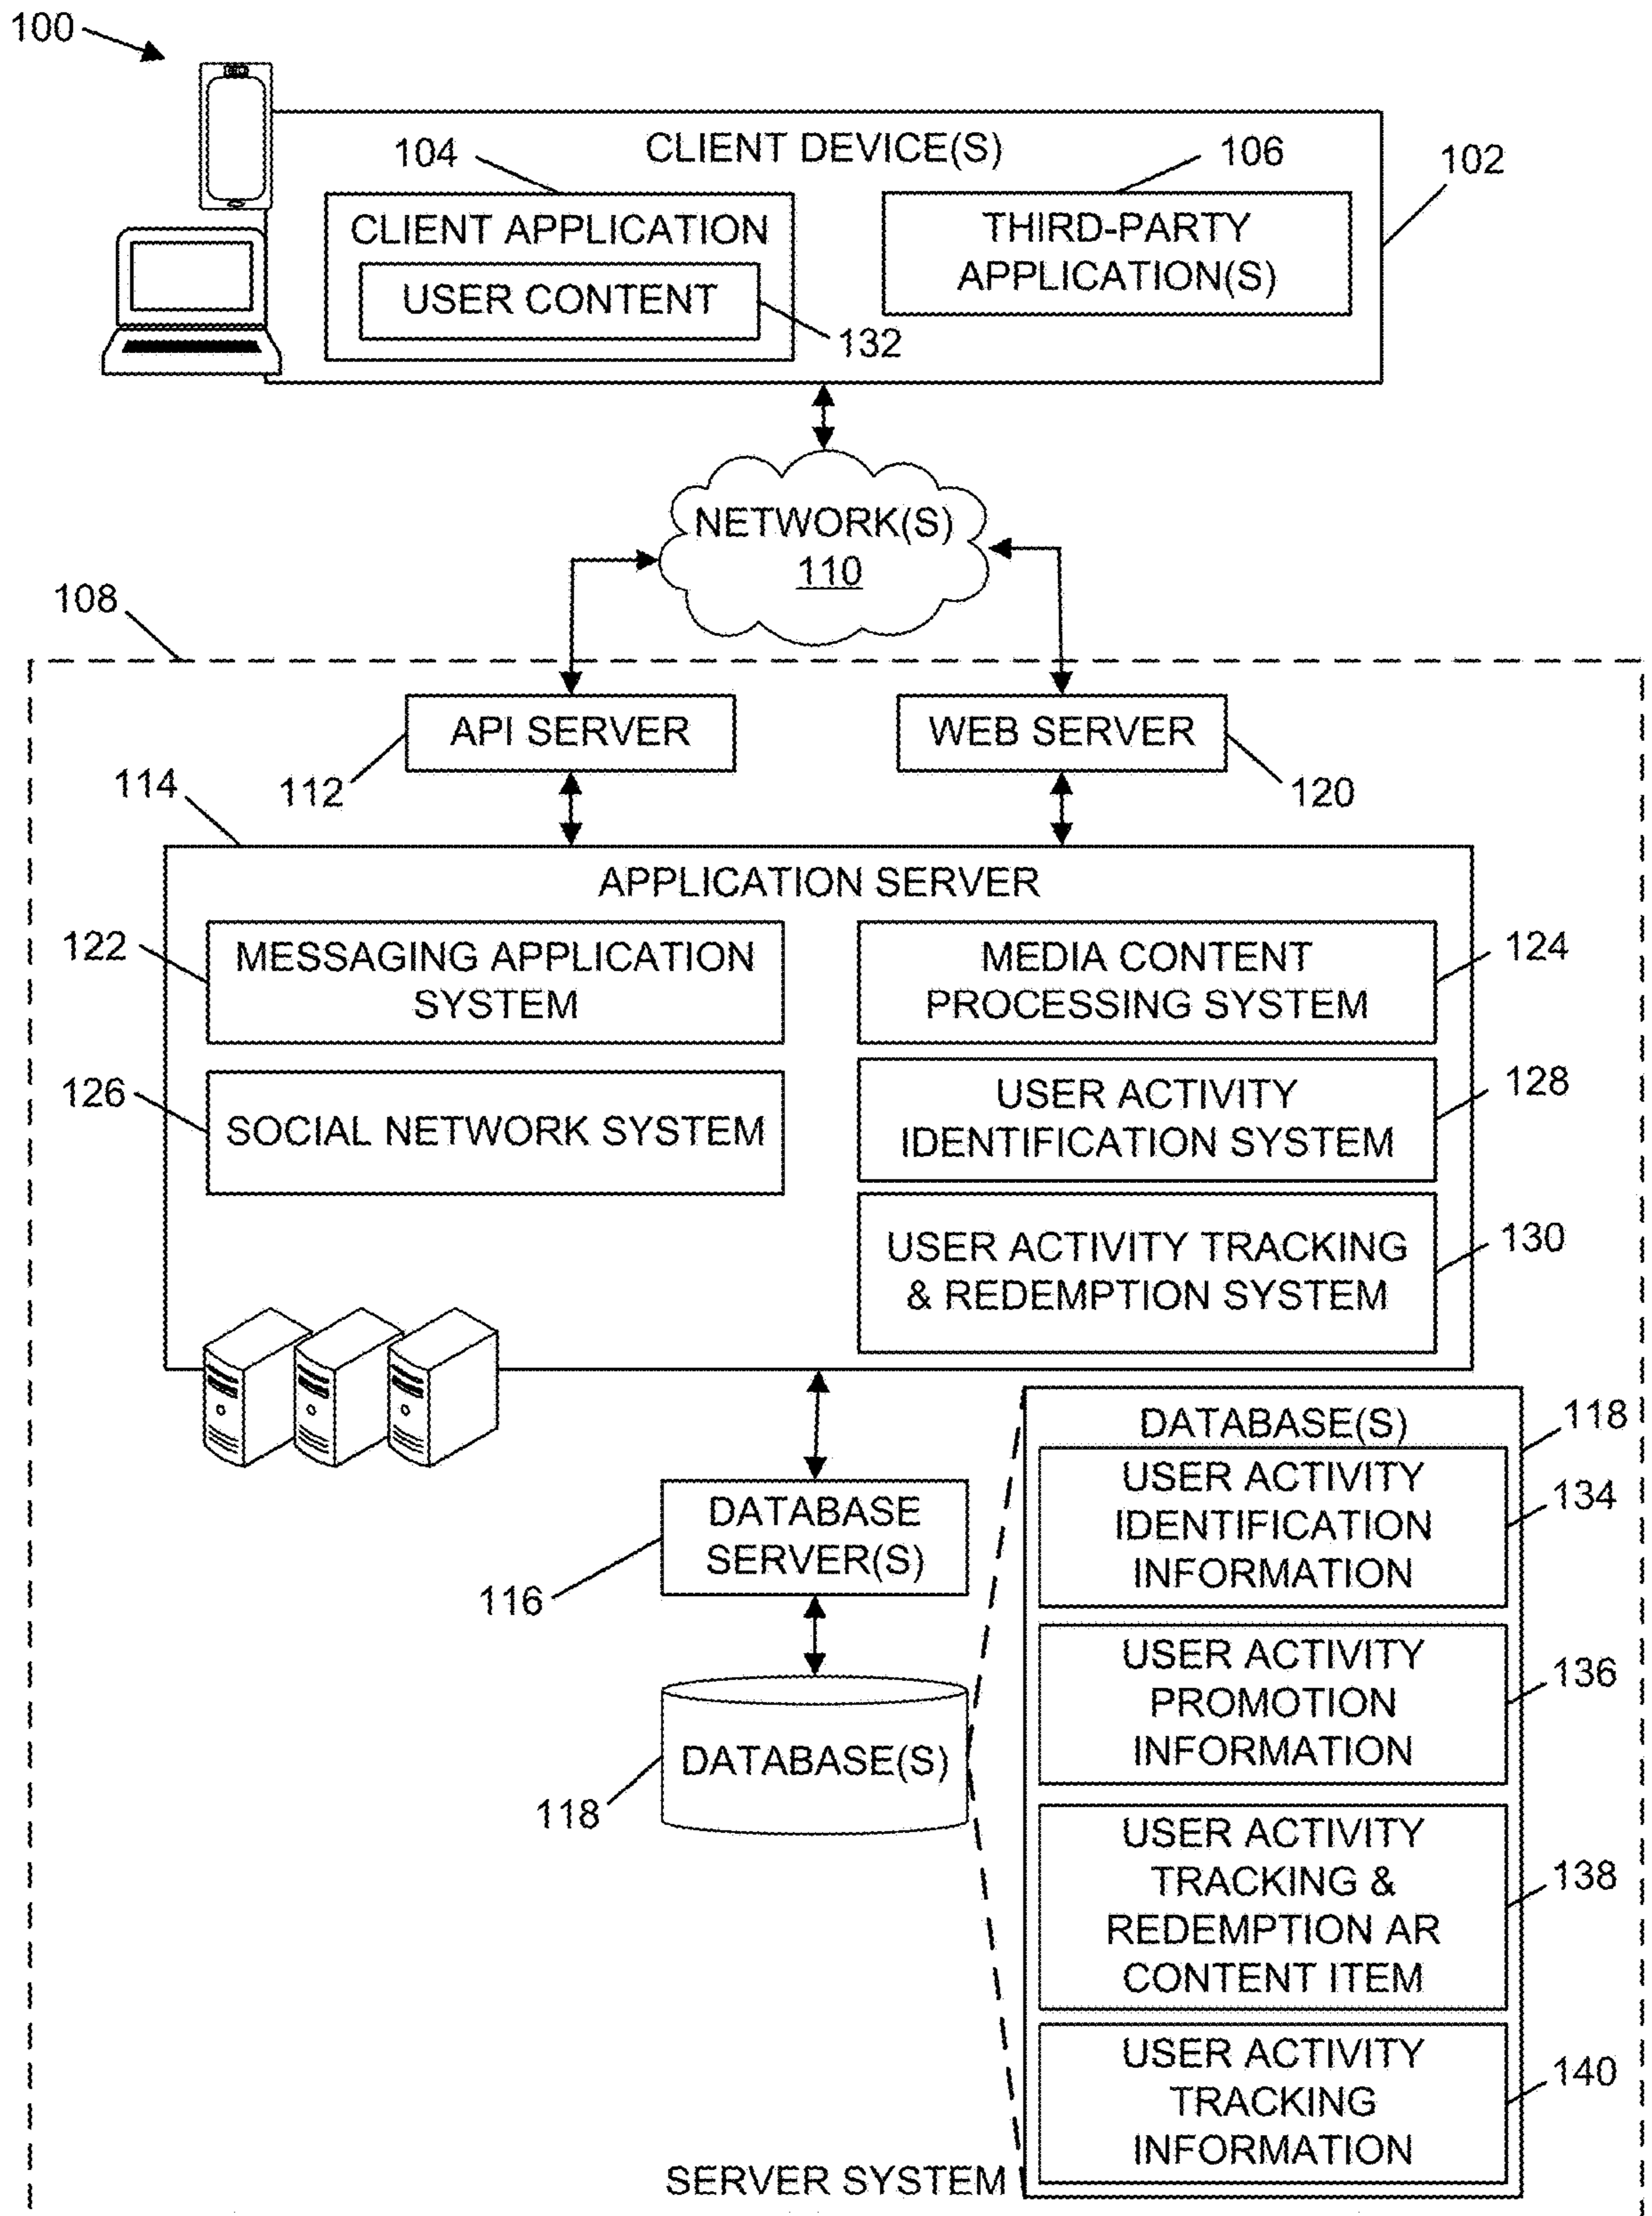 100
CLIENT DEVICE(S)
104
106
102
CLIENT APPLICATION
USER CONTENT
132
THIRD-PARTY
APPLICATION(S)
NETWORK(S)
110
108
API SERVER
112
WEB SERVER
120
114
APPLICATION SERVER
122
MESSAGING APPLICATION
SYSTEM
MEDIA CONTENT
PROCESSING SYSTEM
124
126
SOCIAL NETWORK SYSTEM
USER ACTIVITY
IDENTIFICATION SYSTEM
128
USER ACTIVITY TRACKING
& REDEMPTION SYSTEM
130
DATABASE
SERVER(S)
116
DATABASE(S)
118
DATABASE(S)
118
USER ACTIVITY
IDENTIFICATION
INFORMATION
134
USER ACTIVITY
PROMOTION
INFORMATION
136
USER ACTIVITY
TRACKING &
REDEMPTION AR
CONTENT ITEM
138
USER ACTIVITY
TRACKING
INFORMATION
140
SERVER SYSTEM